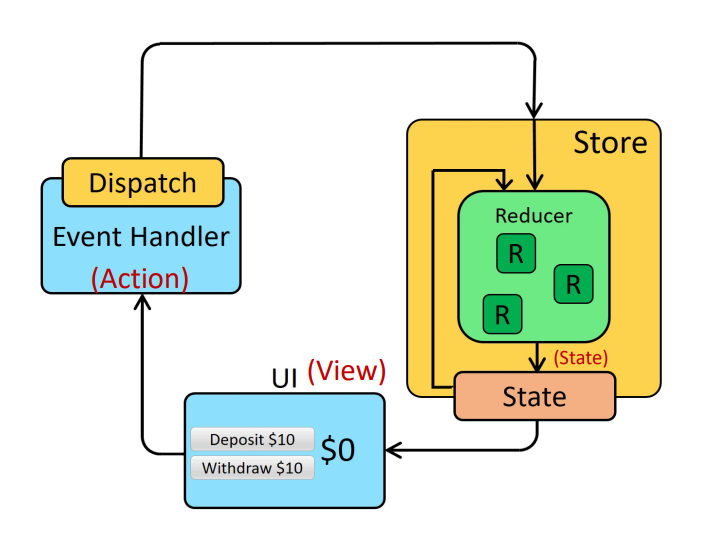 Store
Dispatch
Event Handler
(Action)
Reducer
R
R
R
(State)
State
UI (View)
Deposit $10
Withdraw $10
$0